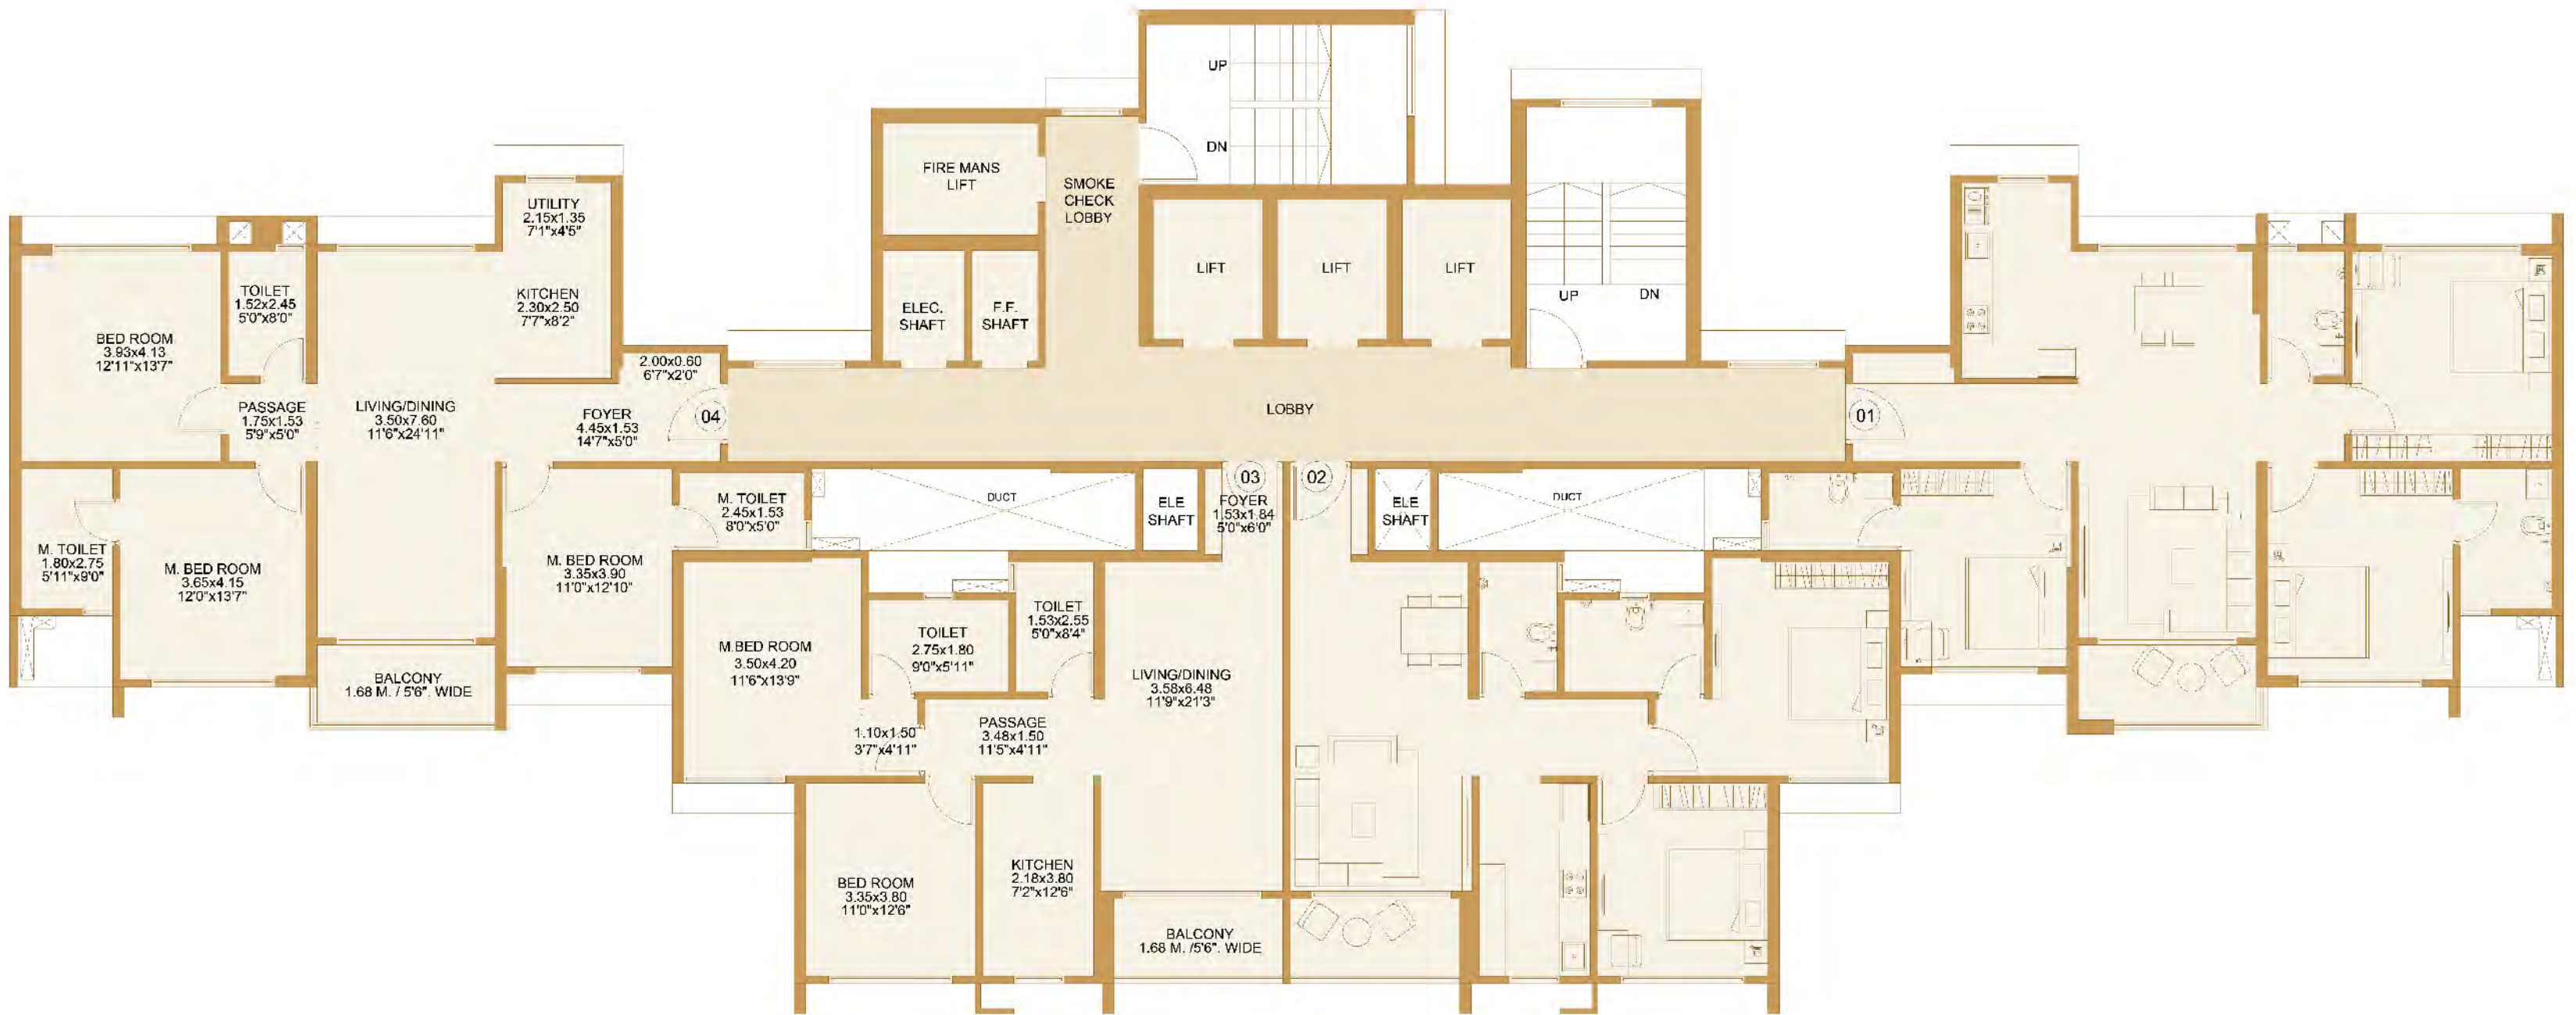 UP
DN
FIRE MANS
LIFT
SMOKE
CHECK
LOBBY
UTILITY
2.15x1.35
7'1"x4'5"
LIFT
LIFT
LIFT
TOILET
1.52x2.45
5'0"x8'0"
KITCHEN
2.30x2.50
7'7"x8'2"
ELEC.
SHAFT
F.F.
SHAFT
UP
DN
BED ROOM
3.93x4.13
12'11"x13'7"
2.00x0.60
6'7"x2'0"
PASSAGE
1.75x1.53
5'9"x5'0"
LIVING/DINING
3.50x7.60
11'6"x24'11"
FOYER
4.45x1.53
14'7"x5'0"
04
LOBBY
01
M. TOILET
2.45x1.53
8'0"x5'0"
DUCT
ELE
SHAFT
03
FOYER
1.53x1.84
5'0"x6'0"
02
ELE
SHAFT
DUCT
M. TOILET
1.80x2.75
5'11"x9'0"
M. BED ROOM
3.65x4.15
12'0"x13'7"
M. BED ROOM
3.35x3.90
11'0"x12'10"
BALCONY
1.68 M. / 5'6". WIDE
M.BED ROOM
3.50x4.20
11'6"x13'9"
TOILET
2.75x1.80
9'0"x5'11"
TOILET
1.53x2.55
5'0"x8'4"
LIVING/DINING
3.58x6.48
11'9"x21'3"
1.10x1.50
3'7"x4'11"
PASSAGE
3.48x1.50
11'5"x4'11"
BED ROOM
3.35x3.80
11'0"x12'6"
KITCHEN
2.18x3.80
7'2"x12'6"
BALCONY
1.68 M. /5'6". WIDE